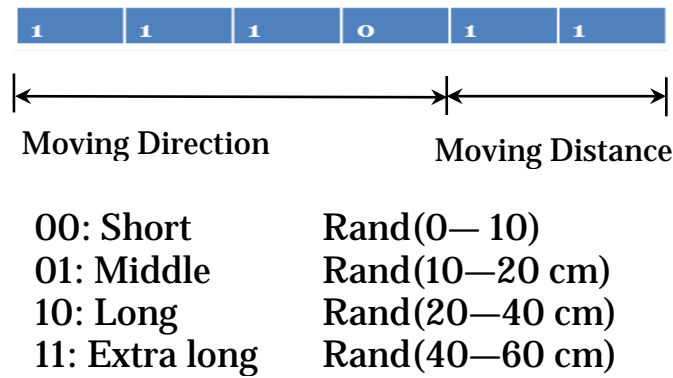 1 1 1 0 1 1
Moving Direction Moving Distance
00: Short Rand(0— 10)
01: Middle Rand(10—20 cm)
10: Long Rand(20—40 cm)
11: Extra long Rand(40—60 cm)